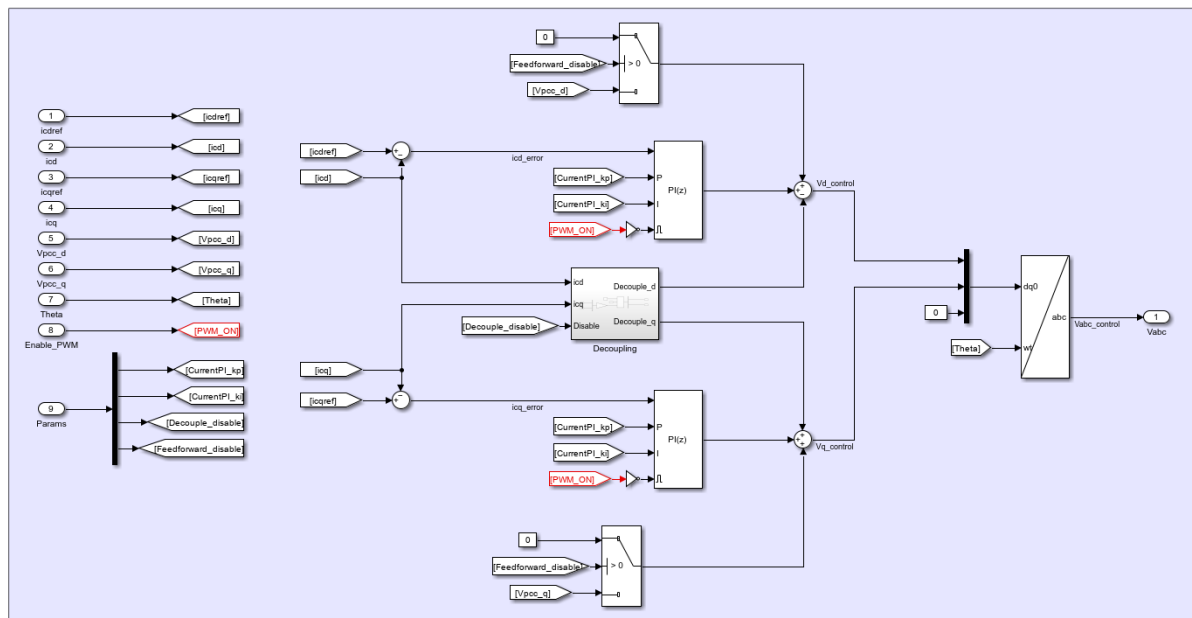 0
[Feedforward_disable]
> 0
[Vpcc_d]
1
icdref
[icdref]
2
icd
[icd]
3
icqref
[icqref]
4
icq
[icq]
5
Vpcc_d
[Vpcc_d]
6
Vpcc_q
[Vpcc_q]
7
Theta
[Theta]
8
Enable_PWM
[PWM_ON]
9
Params
[CurrentPI_kp]
[CurrentPI_ki]
[Decouple_disable]
[Feedforward_disable]
[icdref]
+
−
icd_error
[icd]
[CurrentPI_kp]
P
[CurrentPI_ki]
I
PI(z)
[PWM_ON]
+
+
−
Vd_control
icd
Decouple_d
icq
Decouple_q
[Decouple_disable]
Disable
Decoupling
[icq]
[icqref]
−
+
icq_error
[CurrentPI_kp]
P
[CurrentPI_ki]
I
PI(z)
[PWM_ON]
+
+
+
Vq_control
0
[Feedforward_disable]
> 0
[Vpcc_q]
0
[Theta]
dq0
abc
wt
Vabc_control
1
Vabc